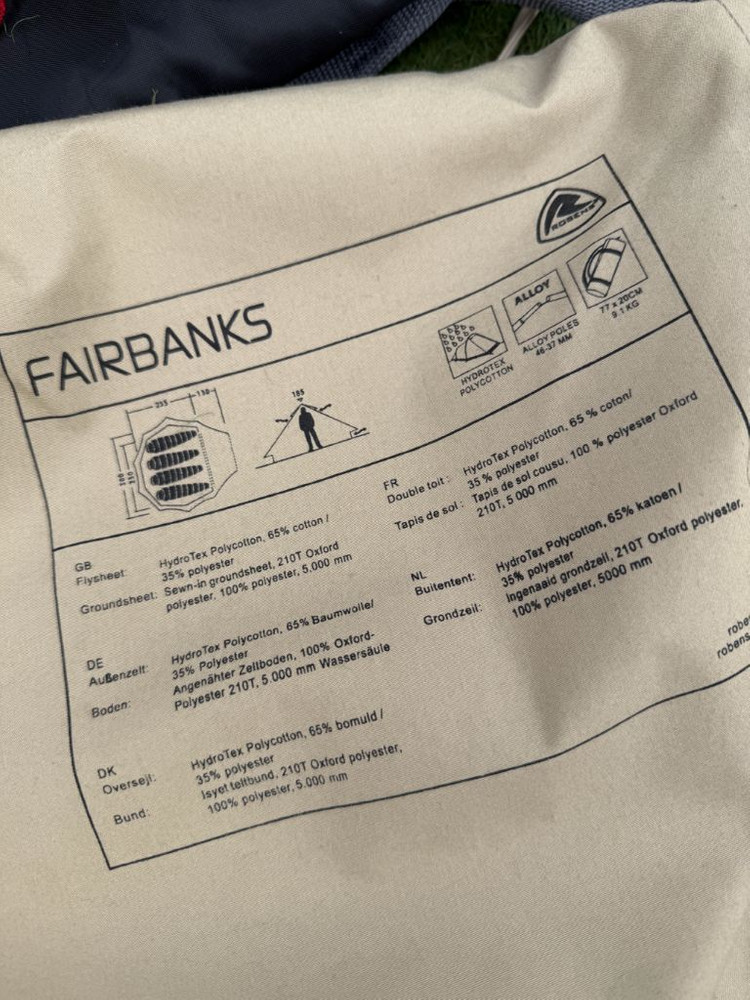 ROBENS
FAIRBANKS
HYDROTEX
POLYCOTTON
ALLOY
ALLOY POLES
46-37 MM
77 x 20CM
9.1 KG
185
GB
Flysheet: HydroTex Polycotton, 65% cotton /
35% polyester
Groundsheet: Sewn-in groundsheet, 210T Oxford
polyester, 100% polyester, 5.000 mm
DE
Außenzelt: HydroTex Polycotton, 65% Baumwolle/
35% Polyester
Boden: Angenähter Zeltboden, 100% Oxford-
Polyester 210T, 5.000 mm Wassersäule
DK
Oversejl: HydroTex Polycotton, 65% bomuld /
35% polyester
Bund: Isyet teltbund, 210T Oxford polyester,
100% polyester, 5.000 mm
FR
Double toit : HydroTex Polycotton, 65 % coton/
35 % polyester
Tapis de sol : Tapis de sol cousu, 100 % polyester Oxford
210T, 5 000 mm
NL
Buitentent: HydroTex Polycotton, 65% katoen /
35% polyester
Grondzeil: Ingenaaid grondzeil, 210T Oxford polyester,
100% polyester, 5000 mm
robe
robens